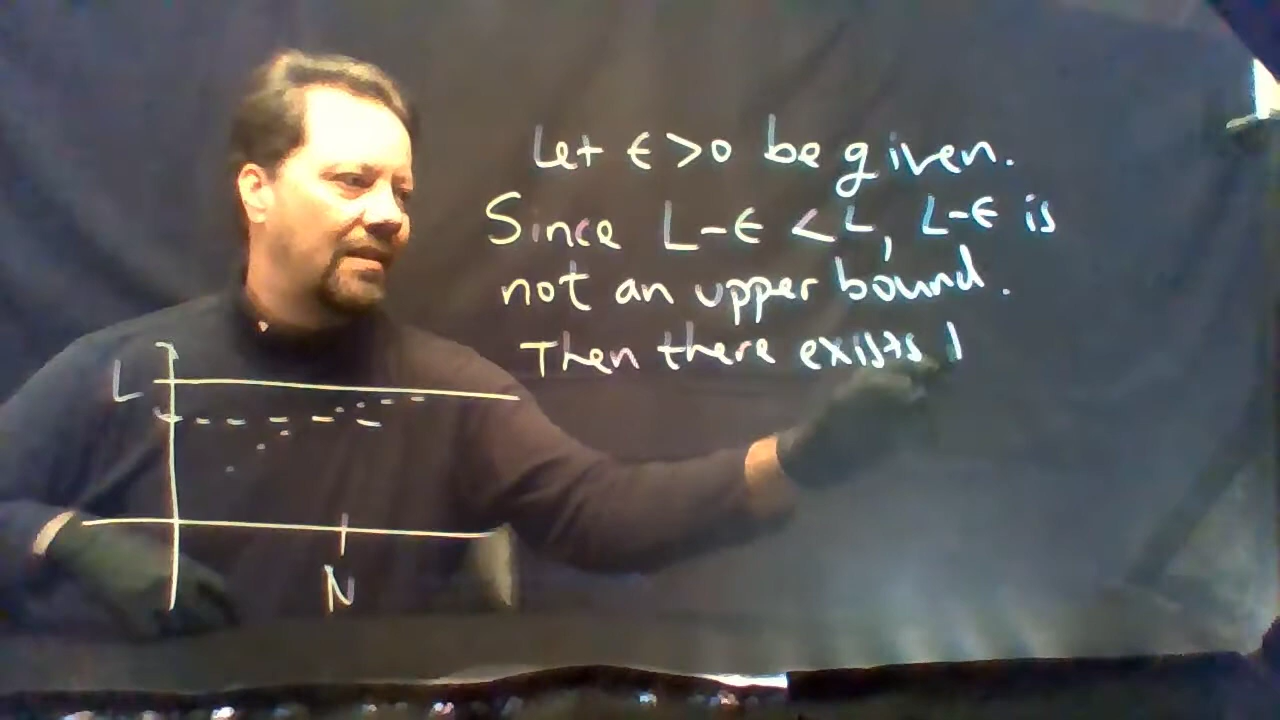 Let ϵ > 0 be given.
Since L-ϵ < L, L-ϵ is
not an upper bound.
Then there exists
L
N